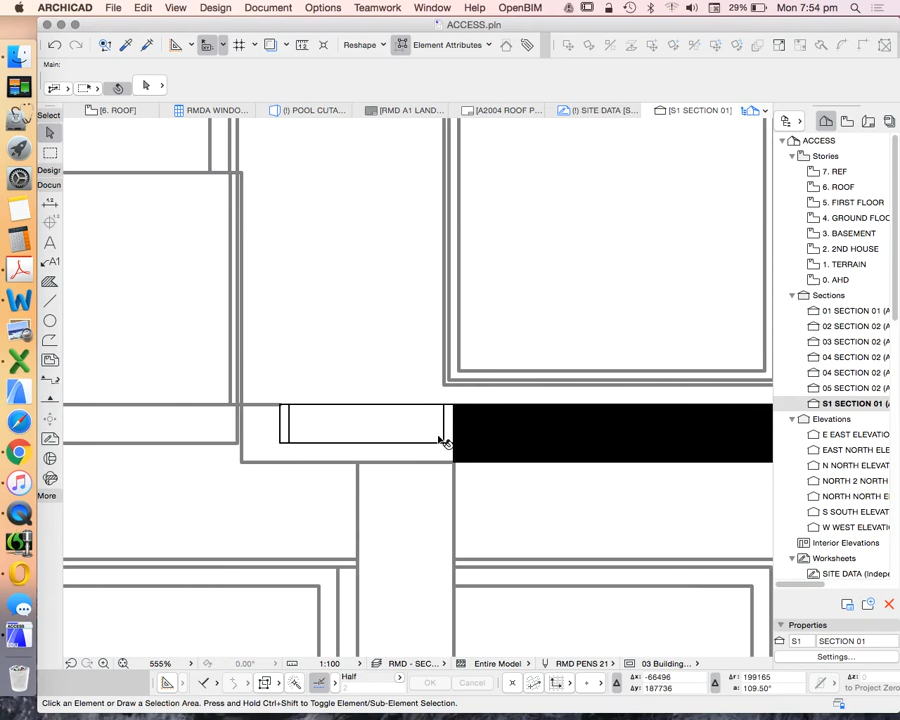 ARCHICAD File Edit View Design Document Options Teamwork Window Help OpenBIM 29% Mon 7:54 pm
ACCESS.pln
Reshape Element Attributes
Main:
[6. ROOF] RMDA WINDO... (!) POOL CUTA... [RMD A1 LAND... [A2004 ROOF P... (!) SITE DATA [S... [S1 SECTION 01]
Select
Design
Docun
More
ACCESS
Stories
7. REF
6. ROOF
5. FIRST FLOOR
4. GROUND FLOO
3. BASEMENT
2. 2ND HOUSE
1. TERRAIN
0. AHD
Sections
01 SECTION 01 (A
02 SECTION 02 (A
03 SECTION 02 (A
04 SECTION 02 (A
04 SECTION 02 (A
05 SECTION 02 (A
S1 SECTION 01 (A
Elevations
E EAST ELEVATIO
EAST NORTH ELE
N NORTH ELEVAT
NORTH 2 NORTH
NORTH NORTH EL
S SOUTH ELEVAT
W WEST ELEVATI
Interior Elevations
Worksheets
SITE DATA (Indepe
Properties
S1 SECTION 01
Settings...
555% 0.00° 1:100 RMD - SEC... Entire Model RMD PENS 21 03 Building...
Half
2
OK Cancel
Δx: -66496
Δy: 187736
Δr: 199165
α: 109.50°
Δz: 0
to Project Zero
Click an Element or Draw a Selection Area. Press and Hold Ctrl+Shift to Toggle Element/Sub-Element Selection.